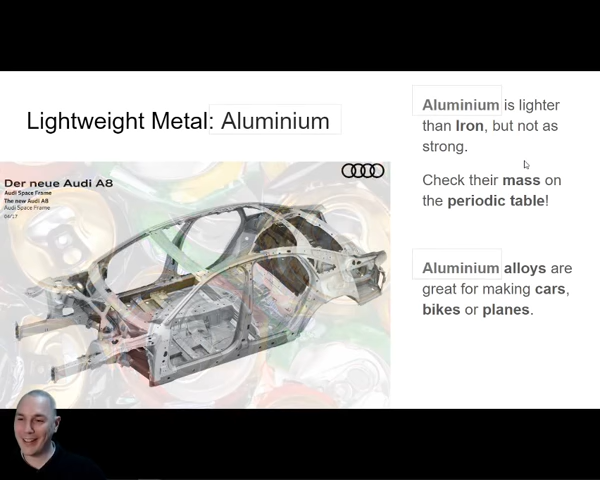 Lightweight Metal: Aluminium
Der neue Audi A8
Audi Space Frame
The new Audi A8
Audi Space Frame
04/17
Aluminium is lighter
than Iron, but not as
strong.
Check their mass on
the periodic table!
Aluminium alloys are
great for making cars,
bikes or planes.